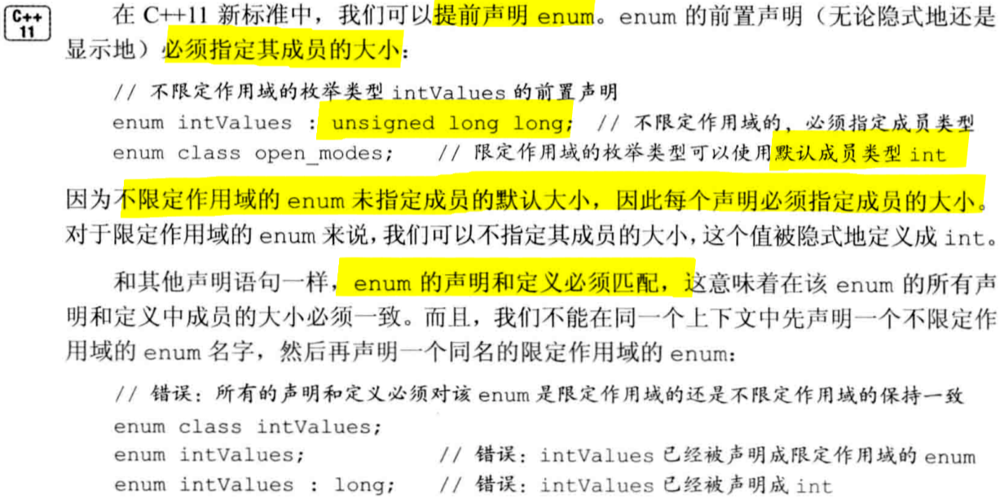 C++
11
在 C++11 新标准中，我们可以提前声明 enum。enum 的前置声明（无论隐式地还是
显示地）必须指定其成员的大小：
// 不限定作用域的枚举类型 intValues 的前置声明
enum intValues : unsigned long long; // 不限定作用域的，必须指定成员类型
enum class open_modes; // 限定作用域的枚举类型可以使用默认成员类型 int
因为不限定作用域的 enum 未指定成员的默认大小，因此每个声明必须指定成员的大小。
对于限定作用域的 enum 来说，我们可以不指定其成员的大小，这个值被隐式地定义成 int。
和其他声明语句一样，enum 的声明和定义必须匹配，这意味着在该 enum 的所有声
明和定义中成员的大小必须一致。而且，我们不能在同一个上下文中先声明一个不限定作
用域的 enum 名字，然后再声明一个同名的限定作用域的 enum：
// 错误：所有的声明和定义必须对该 enum 是限定作用域的还是不限定作用域的保持一致
enum class intValues;
enum intValues; // 错误：intValues 已经被声明成限定作用域的 enum
enum intValues : long; // 错误：intValues 已经被声明成 int